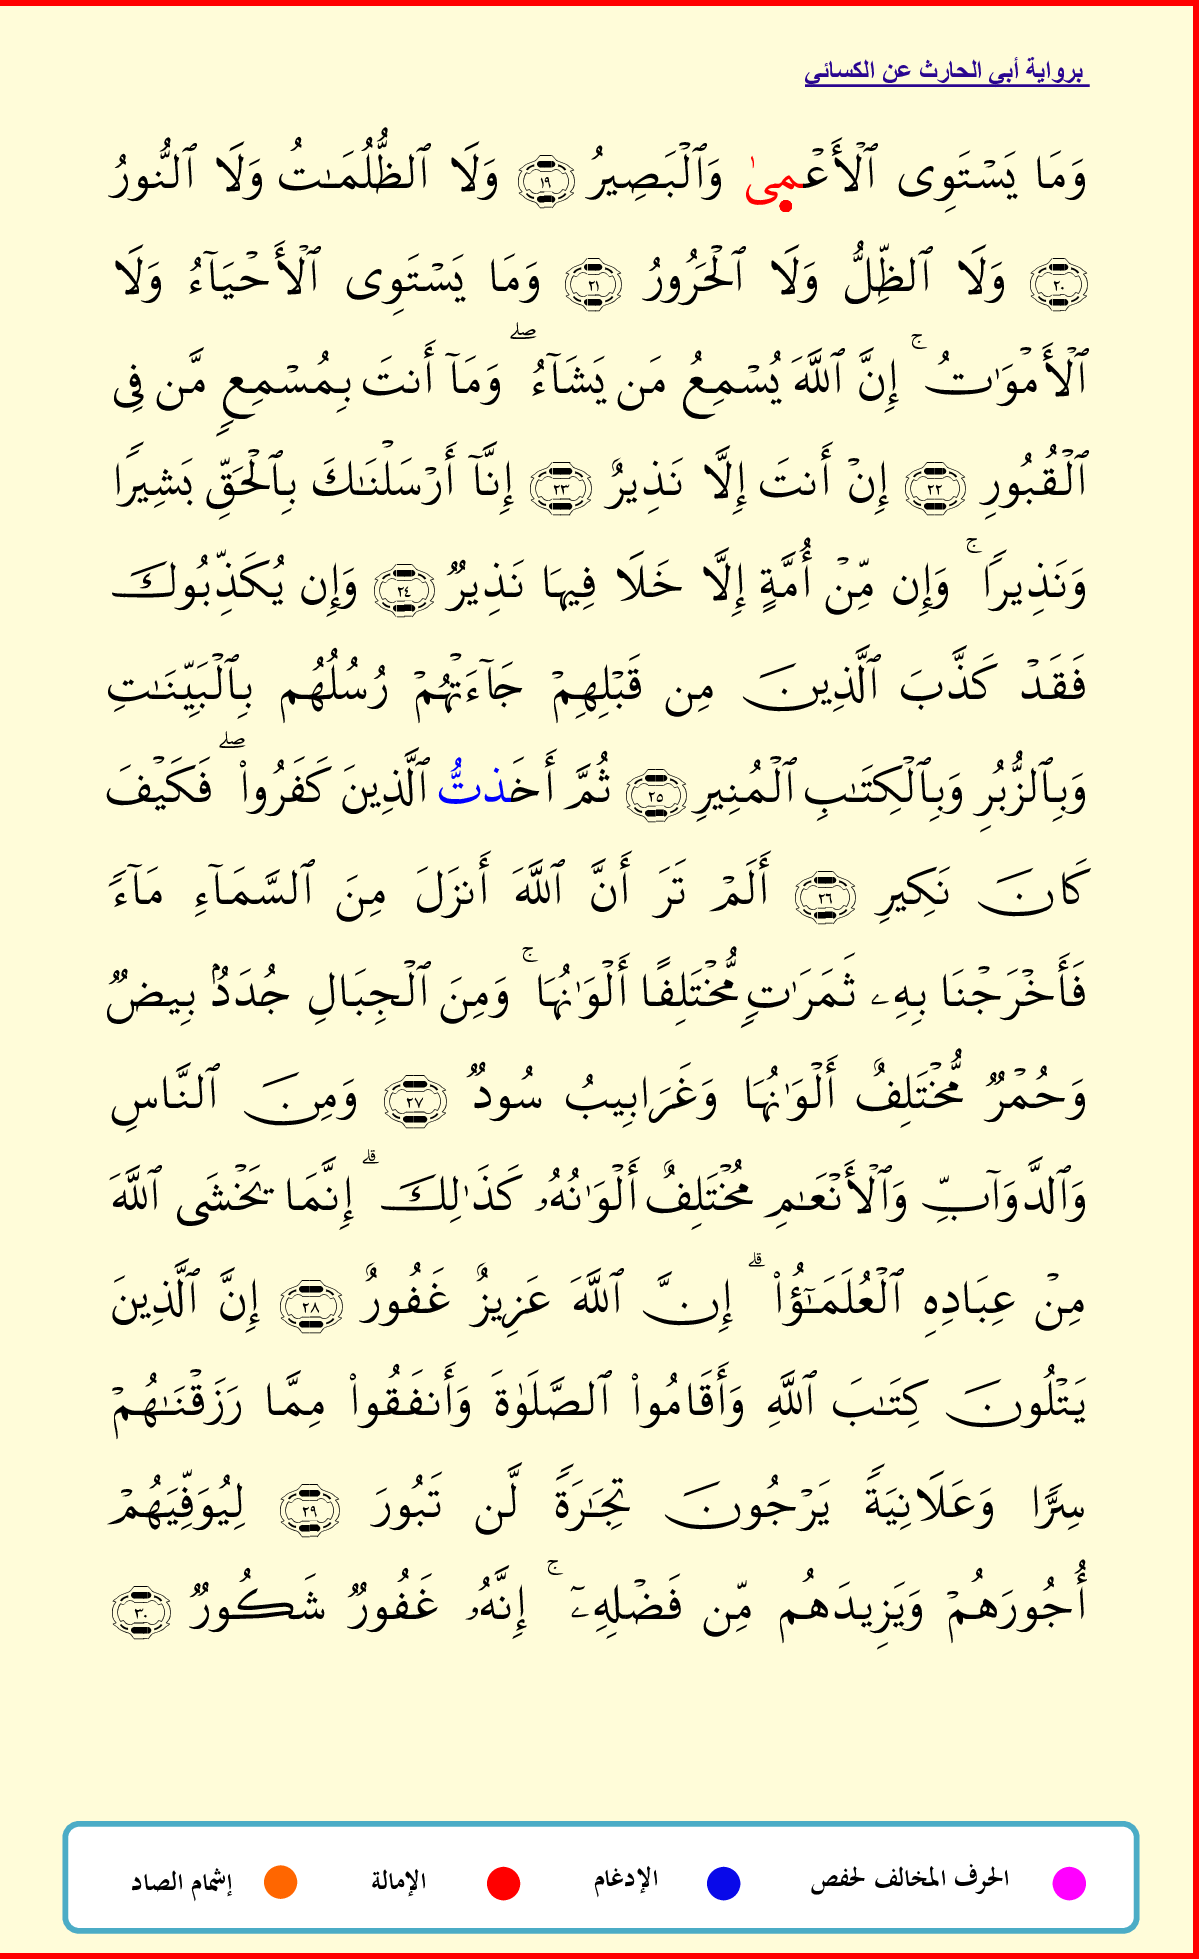 برواية أبي الحارث عن الكسائي
وَمَا يَسْتَوِى ٱلْأَعْمِىٰ وَٱلْبَصِيرُ ١٩ وَلَا ٱلظُّلُمَـٰتُ وَلَا ٱلنُّورُ
٢٠ وَلَا ٱلظِّلُّ وَلَا ٱلْحَرُورُ ٢١ وَمَا يَسْتَوِى ٱلْأَحْيَآءُ وَلَا
ٱلْأَمْوَٰتُ ۚ إِنَّ ٱللَّهَ يُسْمِعُ مَن يَشَآءُ ۖ وَمَآ أَنتَ بِمُسْمِعٍ مَّن فِى
ٱلْقُبُورِ ٢٢ إِنْ أَنتَ إِلَّا نَذِيرٌ ٢٣ إِنَّآ أَرْسَلْنَـٰكَ بِٱلْحَقِّ بَشِيرًا
وَنَذِيرًا ۚ وَإِن مِّنْ أُمَّةٍ إِلَّا خَلَا فِيهَا نَذِيرٌ ٢٤ وَإِن يُكَذِّبُوكَ
فَقَدْ كَذَّبَ ٱلَّذِينَ مِن قَبْلِهِمْ جَآءَتْهُمْ رُسُلُهُم بِٱلْبَيِّنَـٰتِ
وَبِٱلزُّبُرِ وَبِٱلْكِتَـٰبِ ٱلْمُنِيرِ ٢٥ ثُمَّ أَخَذتُّ ٱلَّذِينَ كَفَرُوا۟ ۖ فَكَيْفَ
كَانَ نَكِيرِ ٢٦ أَلَمْ تَرَ أَنَّ ٱللَّهَ أَنزَلَ مِنَ ٱلسَّمَآءِ مَآءً
فَأَخْرَجْنَا بِهِۦ ثَمَرَٰتٍ مُّخْتَلِفًا أَلْوَٰنُهَا ۚ وَمِنَ ٱلْجِبَالِ جُدَدٌۢ بِيضٌ
وَحُمْرٌ مُّخْتَلِفٌ أَلْوَٰنُهَا وَغَرَابِيبُ سُودٌ ٢٧ وَمِنَ ٱلنَّاسِ
وَٱلدَّوَآبِّ وَٱلْأَنْعَـٰمِ مُخْتَلِفٌ أَلْوَٰنُهُۥ كَذَٰلِكَ ۗ إِنَّمَا يَخْشَى ٱللَّهَ
مِنْ عِبَادِهِ ٱلْعُلَمَـٰٓؤُا۟ ۗ إِنَّ ٱللَّهَ عَزِيزٌ غَفُورٌ ٢٨ إِنَّ ٱلَّذِينَ
يَتْلُونَ كِتَـٰبَ ٱللَّهِ وَأَقَامُوا۟ ٱلصَّلَوٰةَ وَأَنفَقُوا۟ مِمَّا رَزَقْنَـٰهُمْ
سِرًّا وَعَلَانِيَةً يَرْجُونَ تِجَـٰرَةً لَّن تَبُورَ ٢٩ لِيُوَفِّيَهُمْ
أُجُورَهُمْ وَيَزِيدَهُم مِّن فَضْلِهِۦٓ ۚ إِنَّهُۥ غَفُورٌ شَكُورٌ ٣٠
الحرف المخالف لحفص الإدغام الإمالة إشمام الصاد